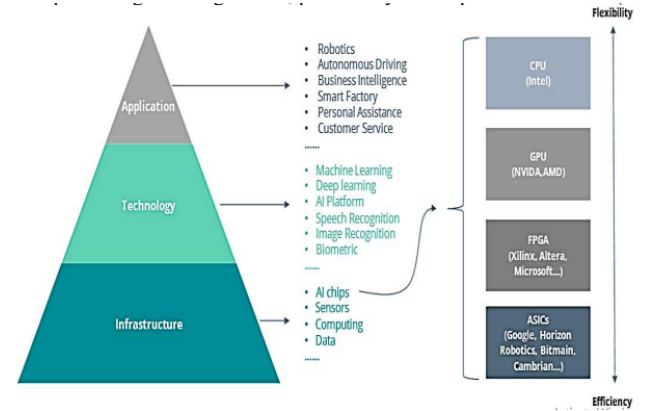 Flexibility
Application
• Robotics
• Autonomous Driving
• Business Intelligence
• Smart Factory
• Personal Assistance
• Customer Service
......
Technology
• Machine Learning
• Deep learning
• AI Platform
• Speech Recognition
• Image Recognition
• Biometric
......
Infrastructure
• AI chips
• Sensors
• Computing
• Data
......
CPU
(Intel)
GPU
(NVIDA,AMD)
FPGA
(Xilinx, Altera,
Microsoft...)
ASICs
(Google, Horizon
Robotics, Bitmain,
Cambrian...)
Efficiency